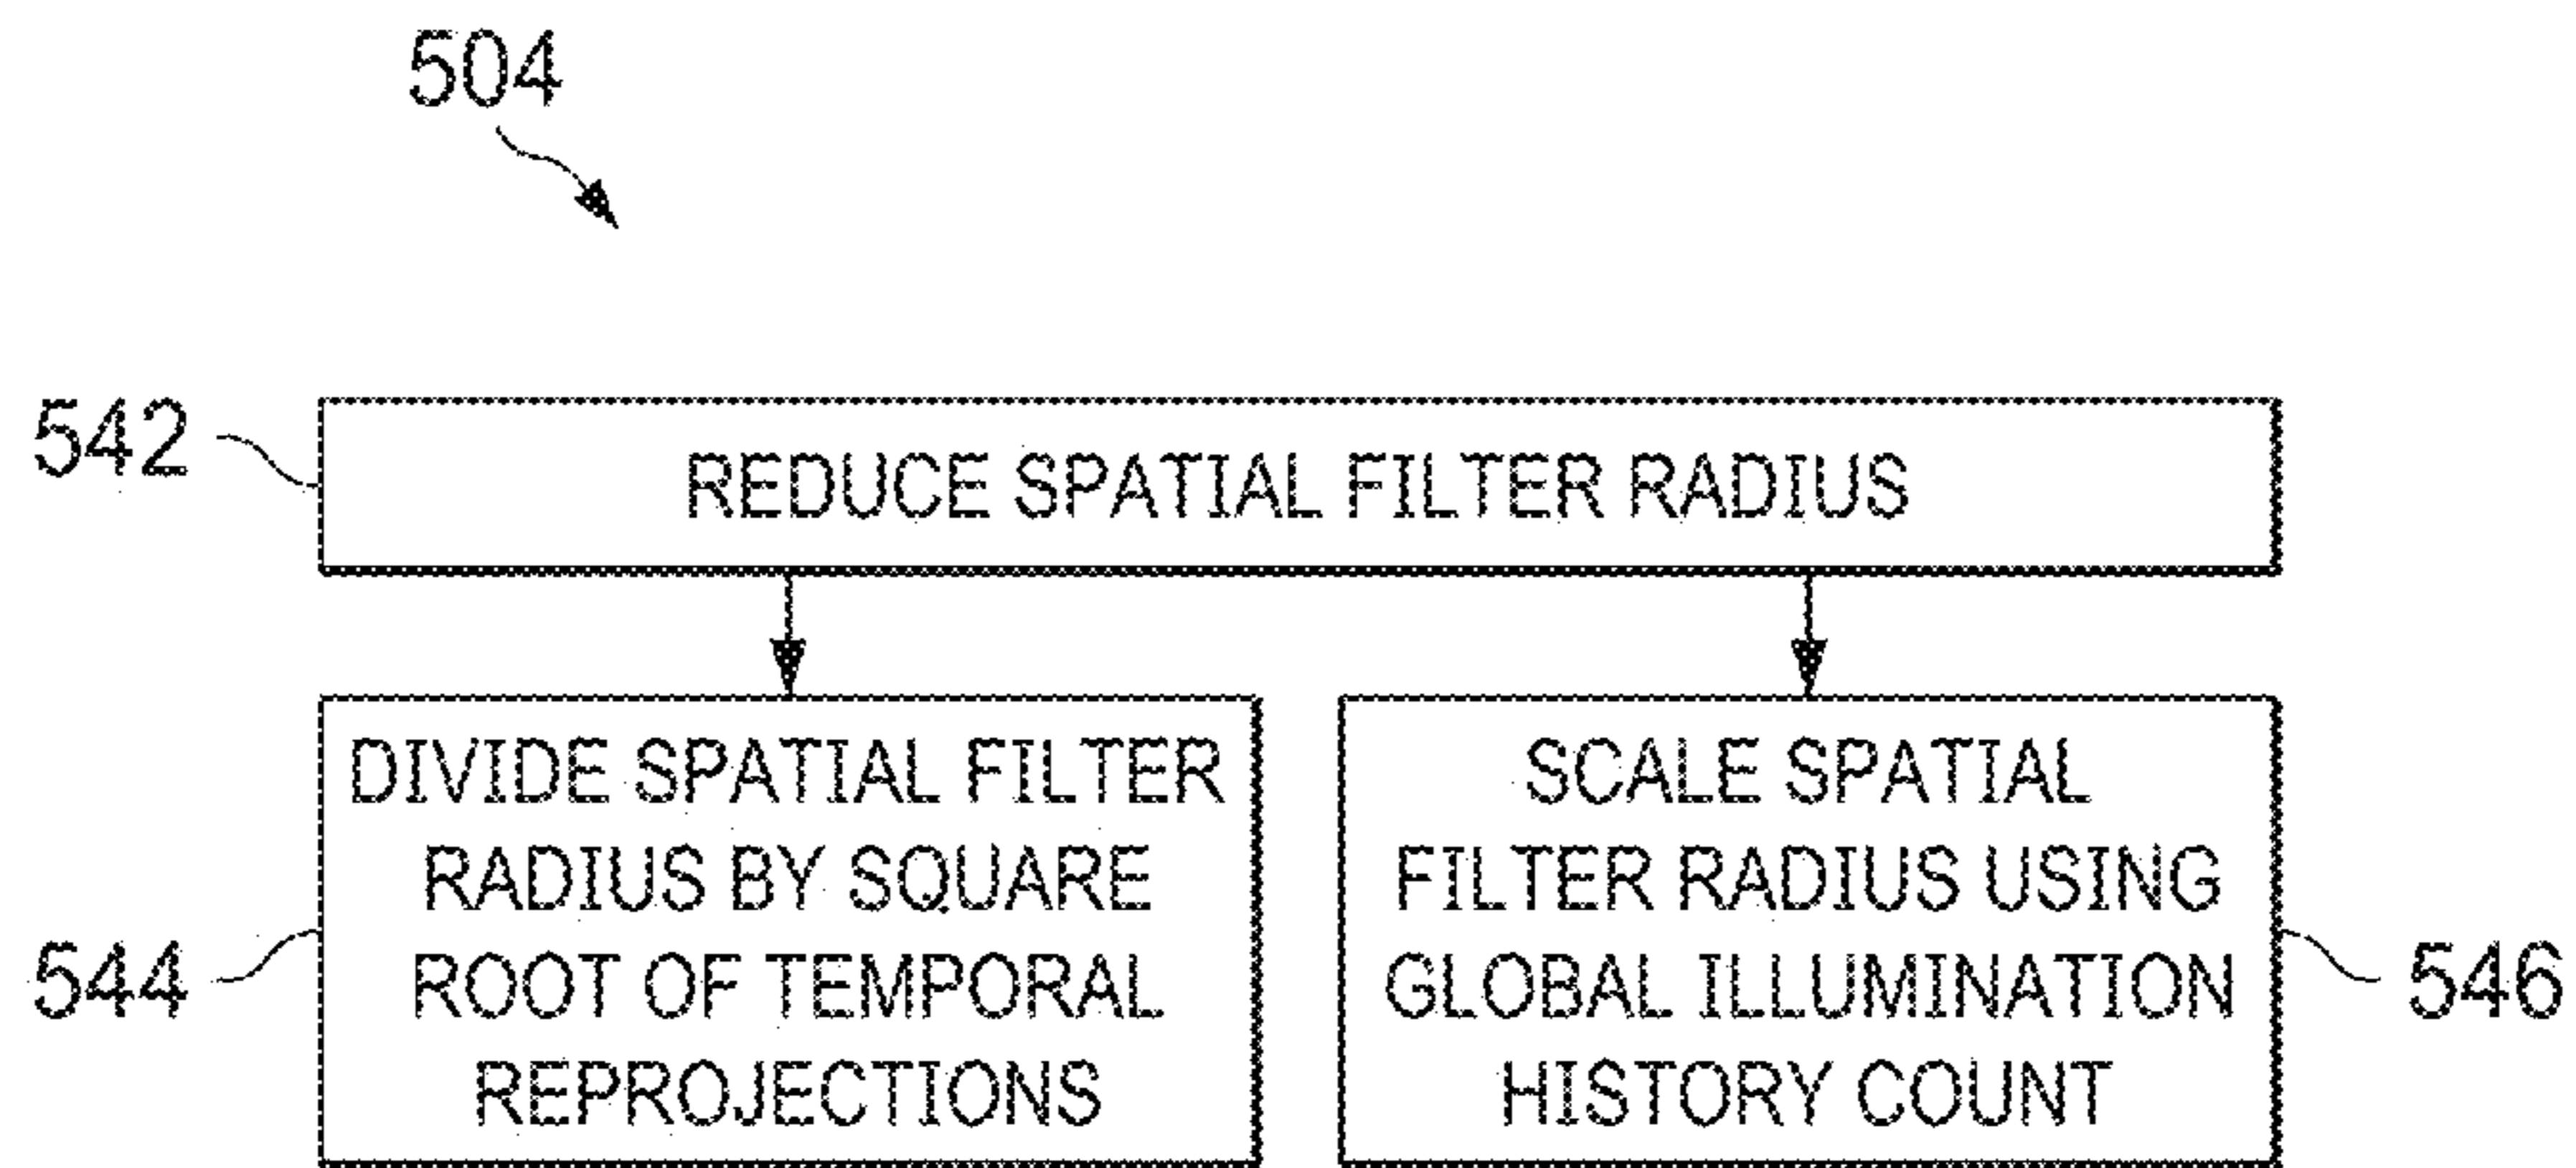 504
542
REDUCE SPATIAL FILTER RADIUS
DIVIDE SPATIAL FILTER
RADIUS BY SQUARE
ROOT OF TEMPORAL
REPROJECTIONS
544
SCALE SPATIAL
FILTER RADIUS USING
GLOBAL ILLUMINATION
HISTORY COUNT
546